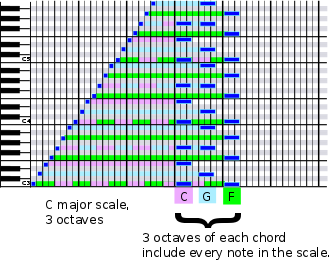 C5
C4
C3
C G F
C major scale,
3 octaves
3 octaves of each chord
include every note in the scale.